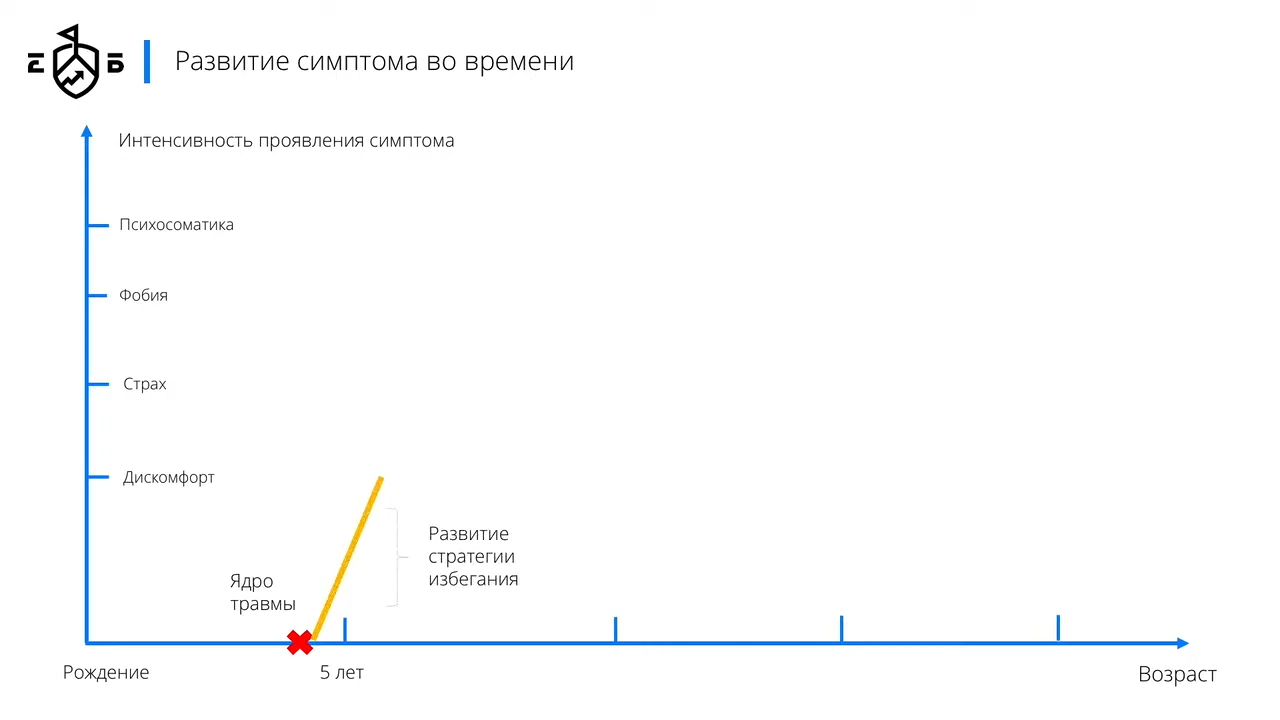 Е Б
Развитие симптома во времени
Интенсивность проявления симптома
Психосоматика
Фобия
Страх
Дискомфорт
Развитие
стратегии
избегания
Ядро
травмы
Рождение
5 лет
Возраст